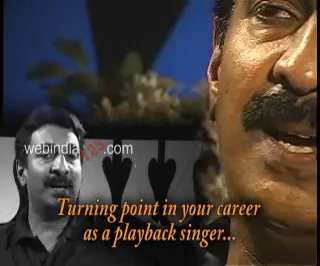 webindia123.com
Turning point in your career
as a playback singer...